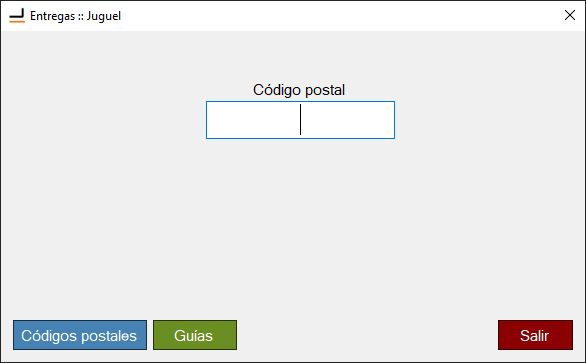 Entregas :: Juguel
Código postal
Códigos postales
Guías
Salir